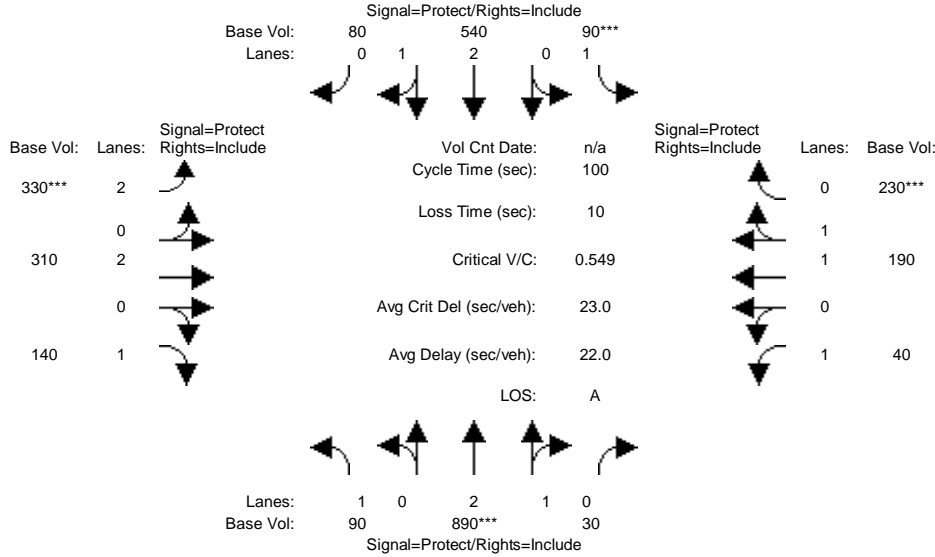 Signal=Protect/Rights=Include
Base Vol: 80 540 90***
Lanes: 0 1 2 0 1
Signal=Protect
Base Vol: Lanes: Rights=Include
Vol Cnt Date: n/a
Signal=Protect
Rights=Include Lanes: Base Vol:
Cycle Time (sec): 100
330*** 2
0 230***
Loss Time (sec): 10
0
1
310 2
Critical V/C: 0.549
1 190
0
Avg Crit Del (sec/veh): 23.0
0
140 1
Avg Delay (sec/veh): 22.0
1 40
LOS: A
Lanes: 1 0 2 1 0
Base Vol: 90 890*** 30
Signal=Protect/Rights=Include